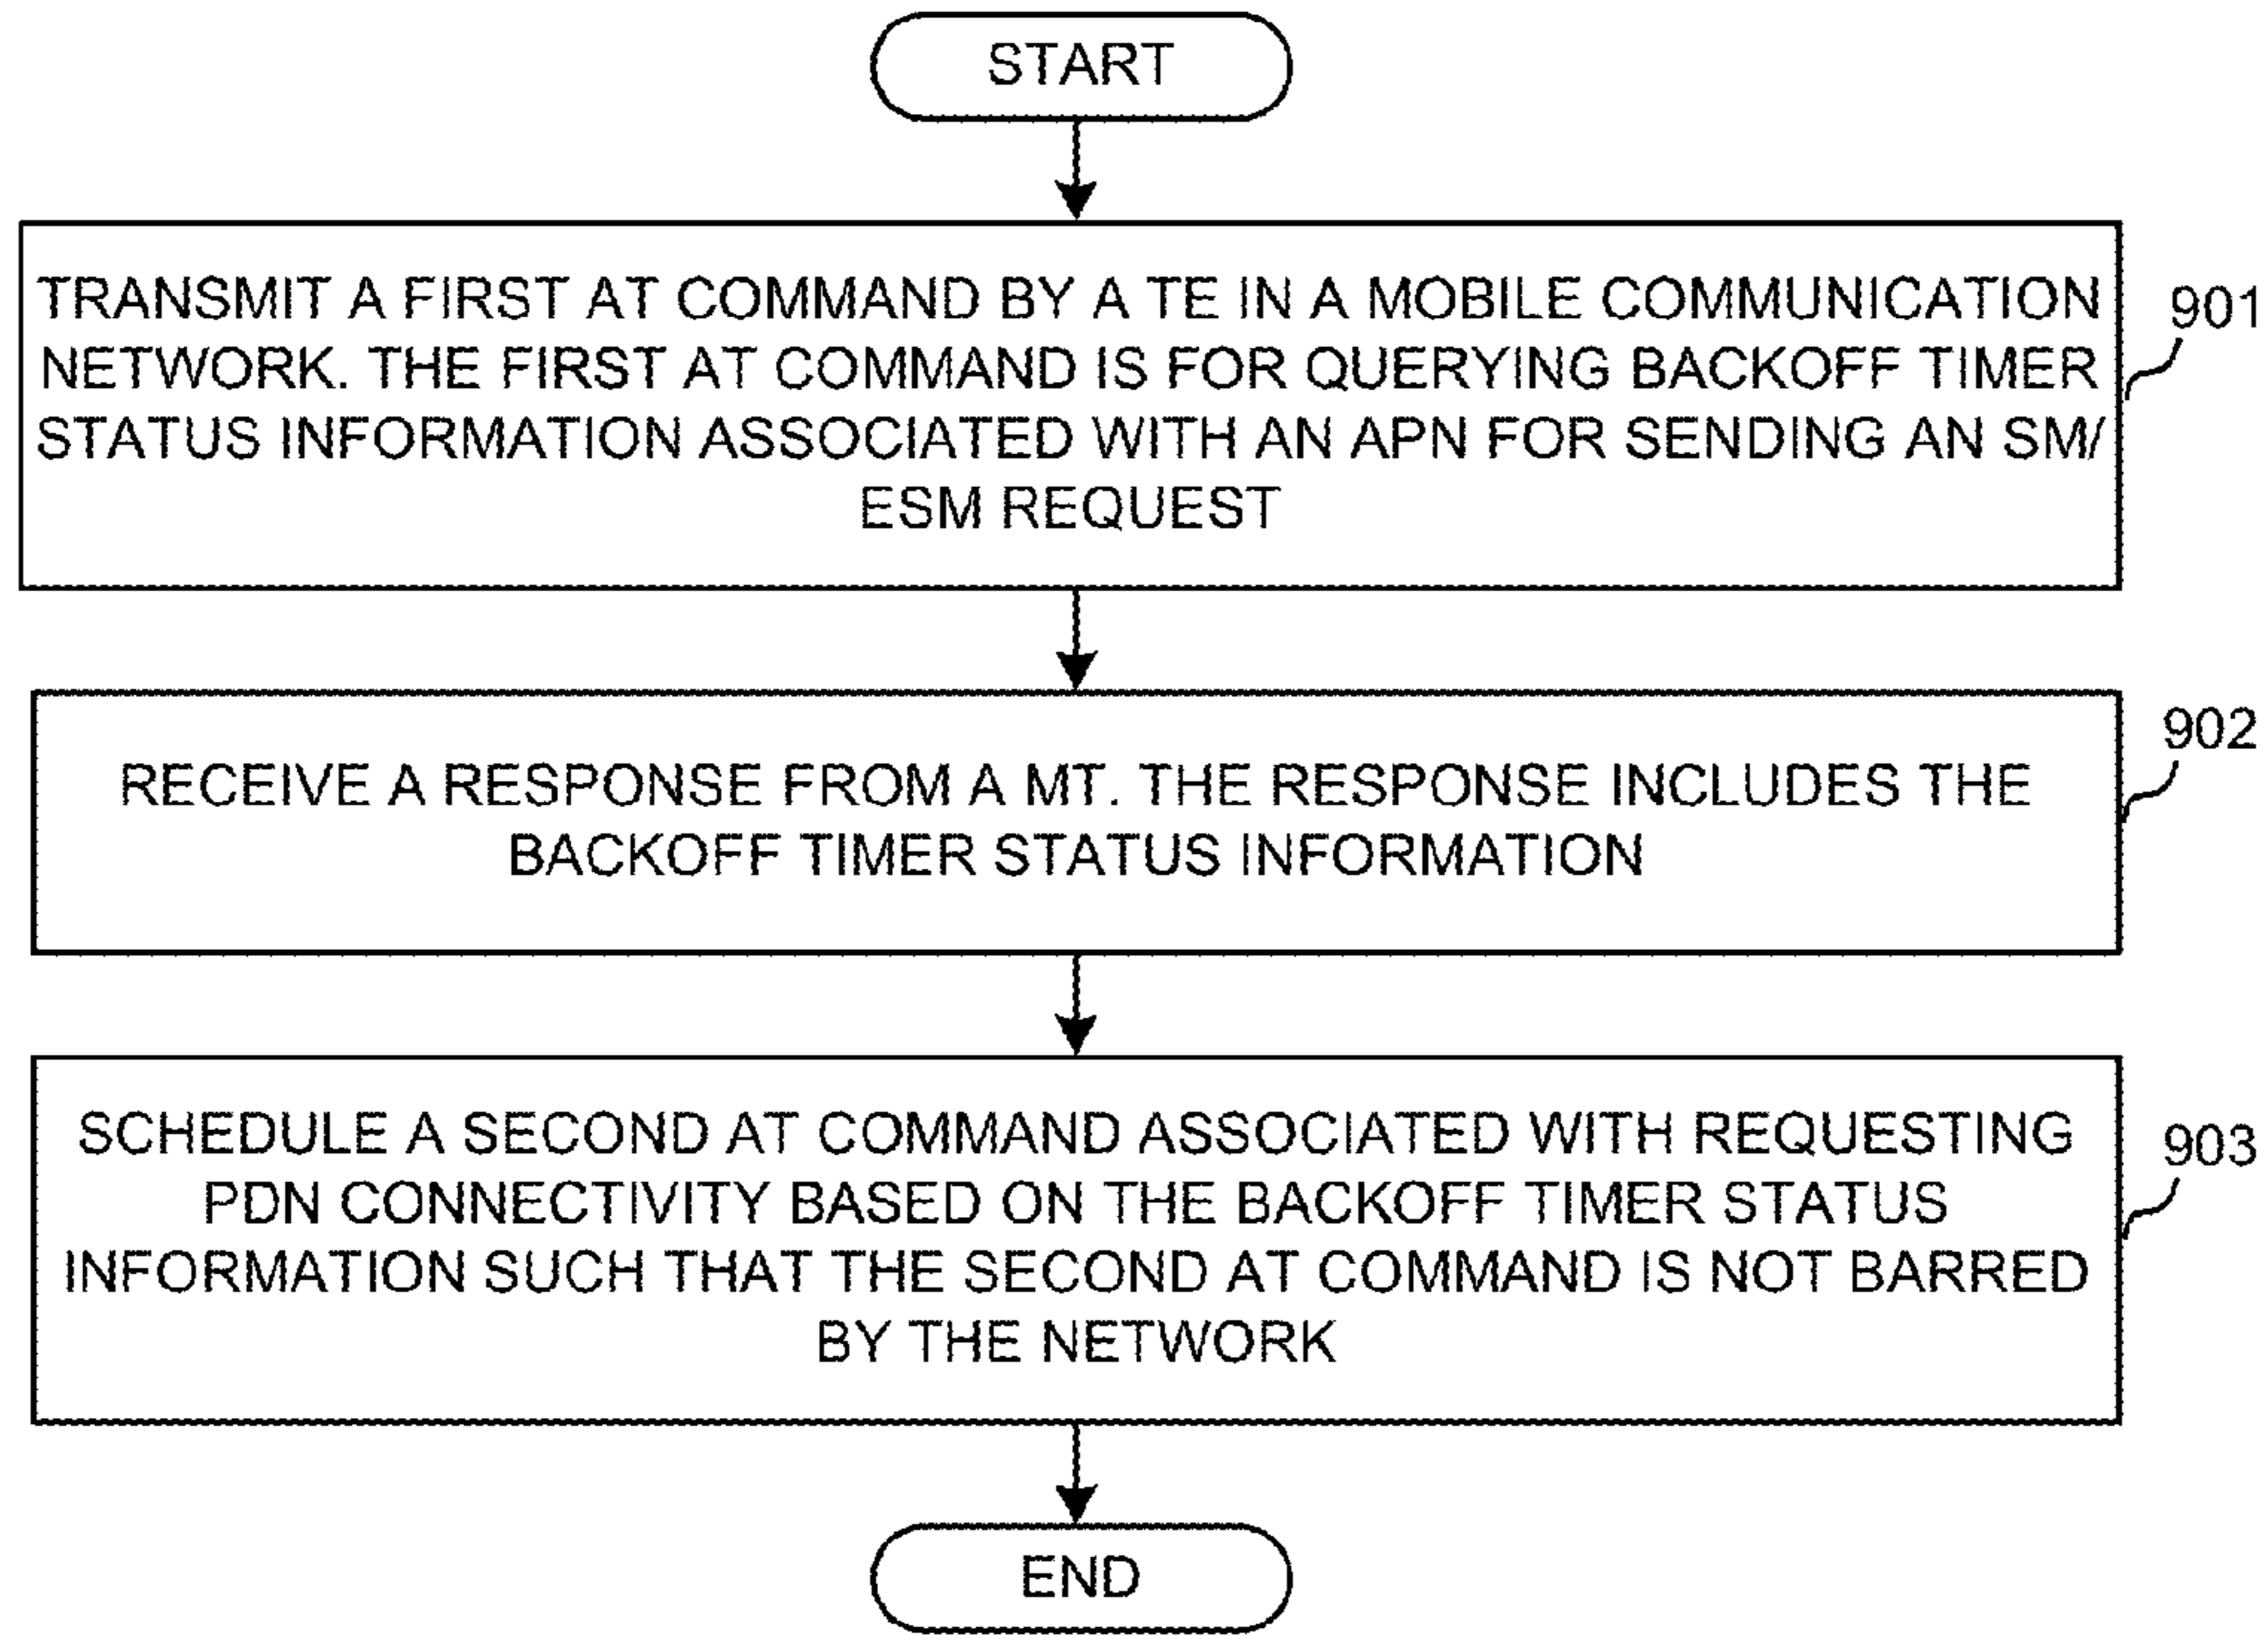 START
TRANSMIT A FIRST AT COMMAND BY A TE IN A MOBILE COMMUNICATION
NETWORK. THE FIRST AT COMMAND IS FOR QUERYING BACKOFF TIMER
STATUS INFORMATION ASSOCIATED WITH AN APN FOR SENDING AN SM/
ESM REQUEST
901
RECEIVE A RESPONSE FROM A MT. THE RESPONSE INCLUDES THE
BACKOFF TIMER STATUS INFORMATION
902
SCHEDULE A SECOND AT COMMAND ASSOCIATED WITH REQUESTING
PDN CONNECTIVITY BASED ON THE BACKOFF TIMER STATUS
INFORMATION SUCH THAT THE SECOND AT COMMAND IS NOT BARRED
BY THE NETWORK
903
END